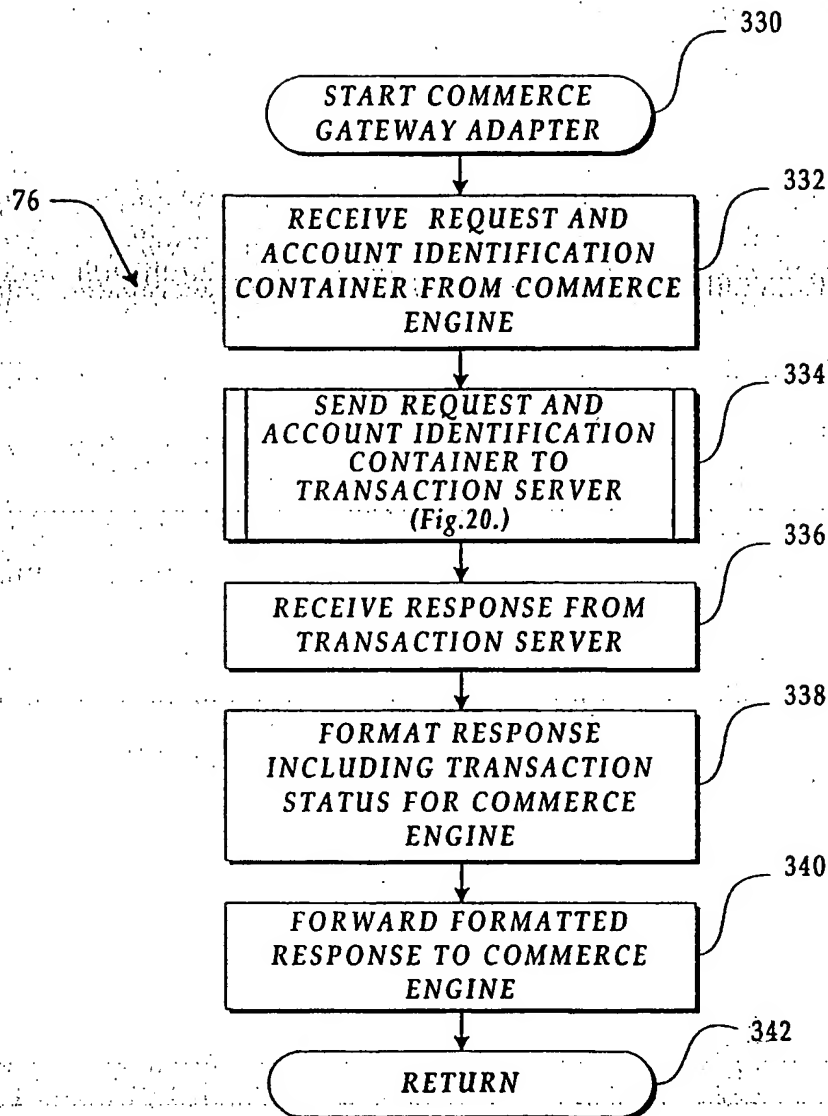 330
START COMMERCE
GATEWAY ADAPTER
76
332
RECEIVE REQUEST AND
ACCOUNT IDENTIFICATION
CONTAINER FROM COMMERCE
ENGINE
334
SEND REQUEST AND
ACCOUNT IDENTIFICATION
CONTAINER TO
TRANSACTION SERVER
(Fig.20.)
336
RECEIVE RESPONSE FROM
TRANSACTION SERVER
338
FORMAT RESPONSE
INCLUDING TRANSACTION
STATUS FOR COMMERCE
ENGINE
340
FORWARD FORMATTED
RESPONSE TO COMMERCE
ENGINE
342
RETURN